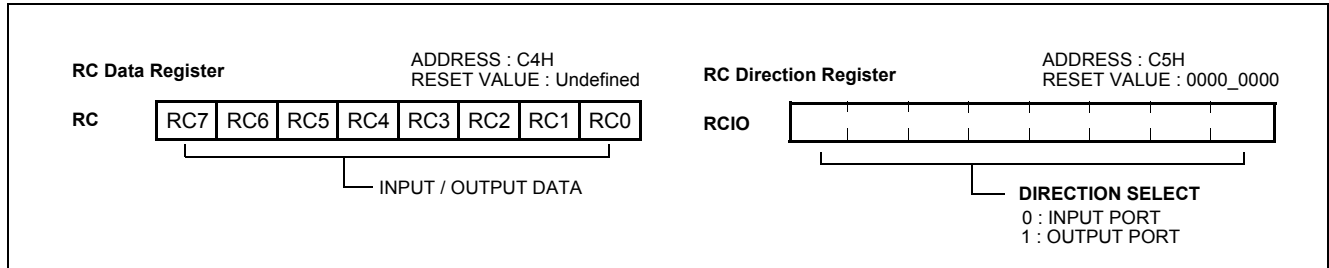 RC Data Register
ADDRESS : C4H
RESET VALUE : Undefined
RC
RC7 RC6 RC5 RC4 RC3 RC2 RC1 RC0
INPUT / OUTPUT DATA
RC Direction Register
ADDRESS : C5H
RESET VALUE : 0000_0000
RCIO
DIRECTION SELECT
0 : INPUT PORT
1 : OUTPUT PORT